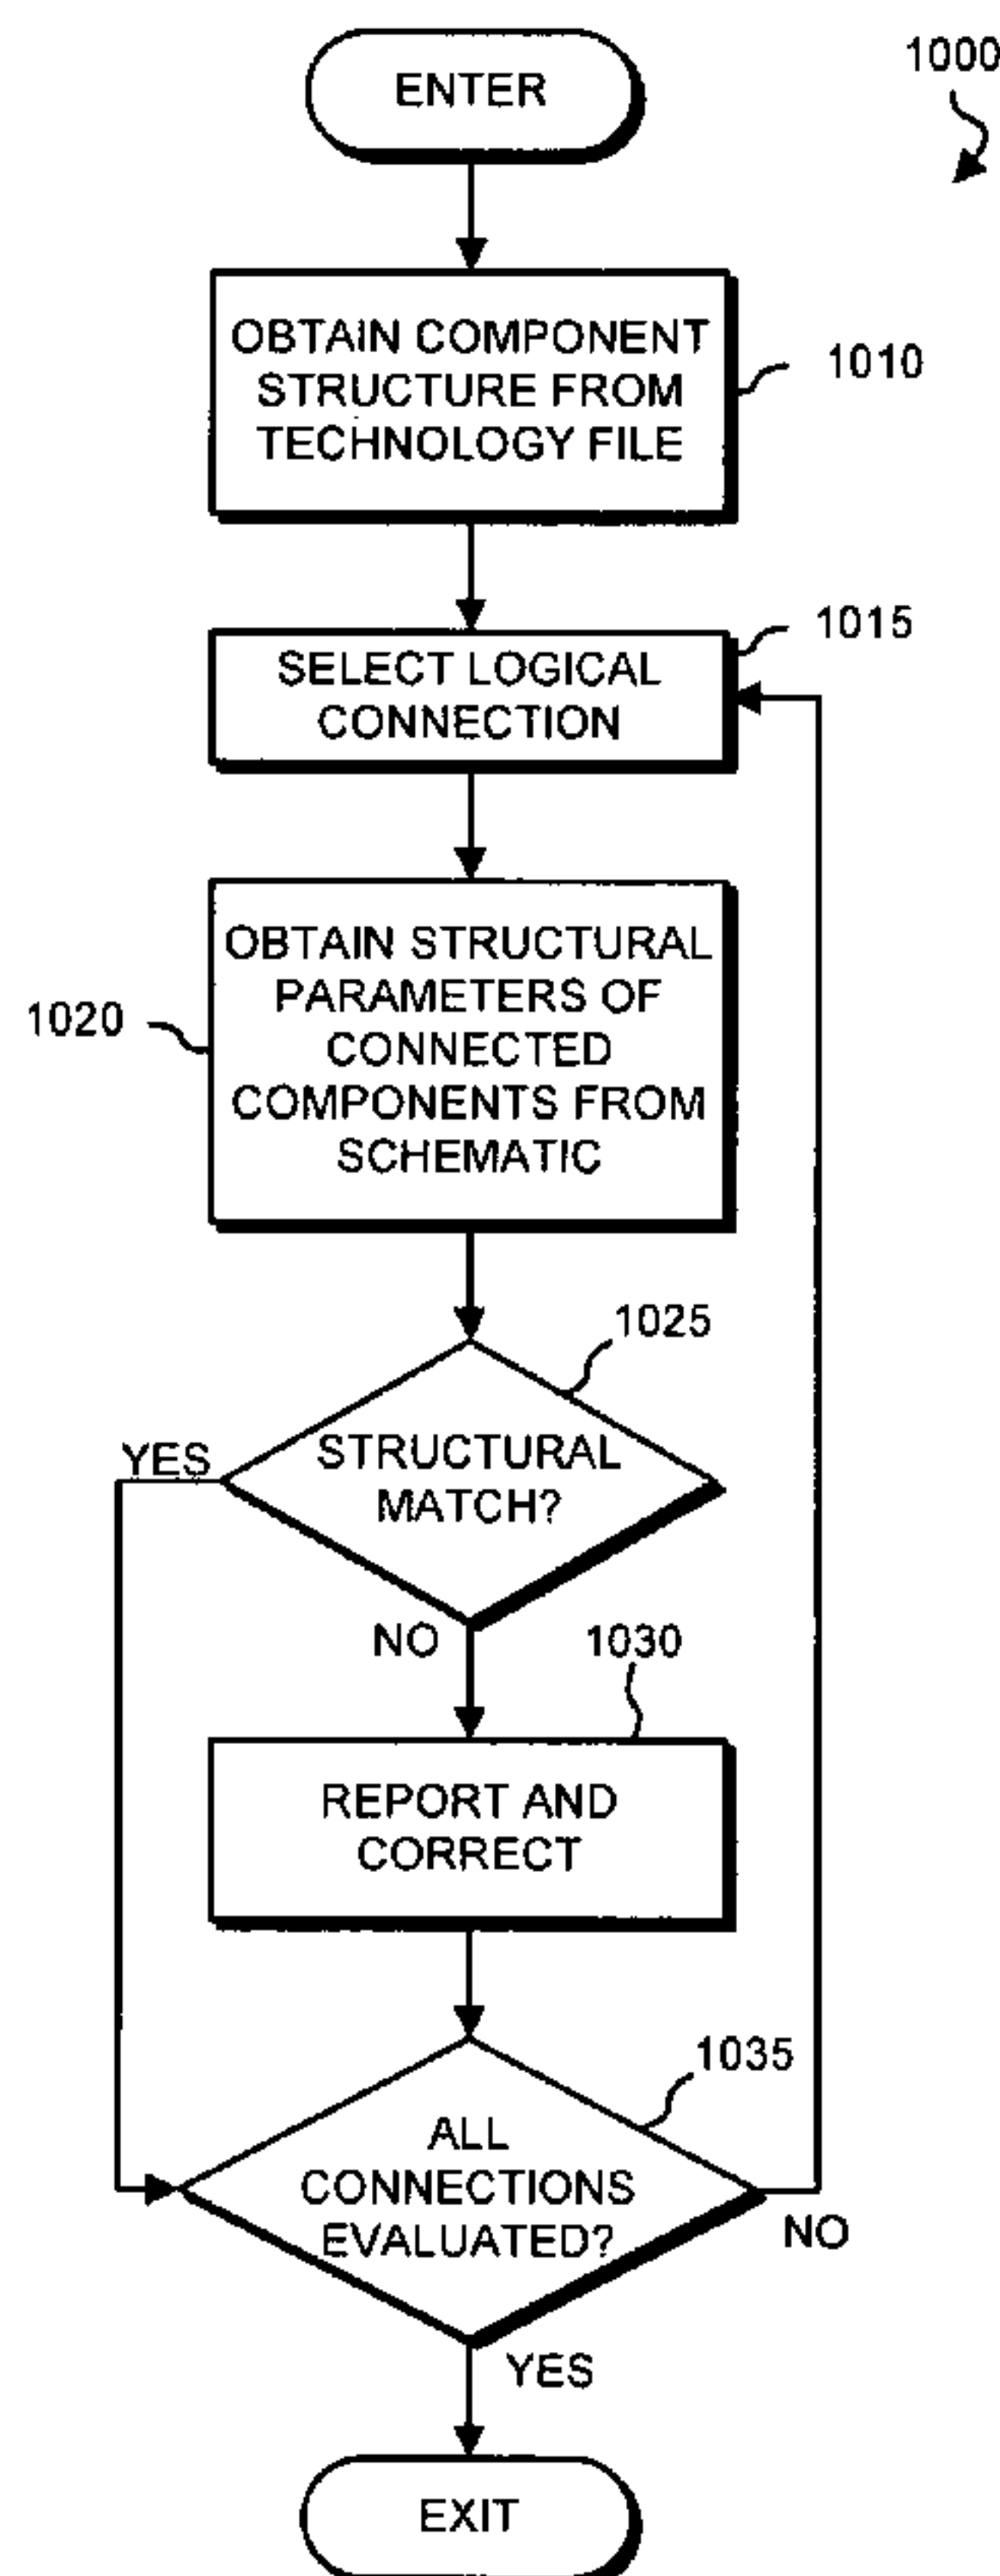 ENTER
1000
OBTAIN COMPONENT
STRUCTURE FROM
TECHNOLOGY FILE
1010
1015
SELECT LOGICAL
CONNECTION
OBTAIN STRUCTURAL
PARAMETERS OF
CONNECTED
COMPONENTS FROM
SCHEMATIC
1020
1025
STRUCTURAL
MATCH?
YES
NO
1030
REPORT AND
CORRECT
1035
ALL
CONNECTIONS
EVALUATED?
NO
YES
EXIT